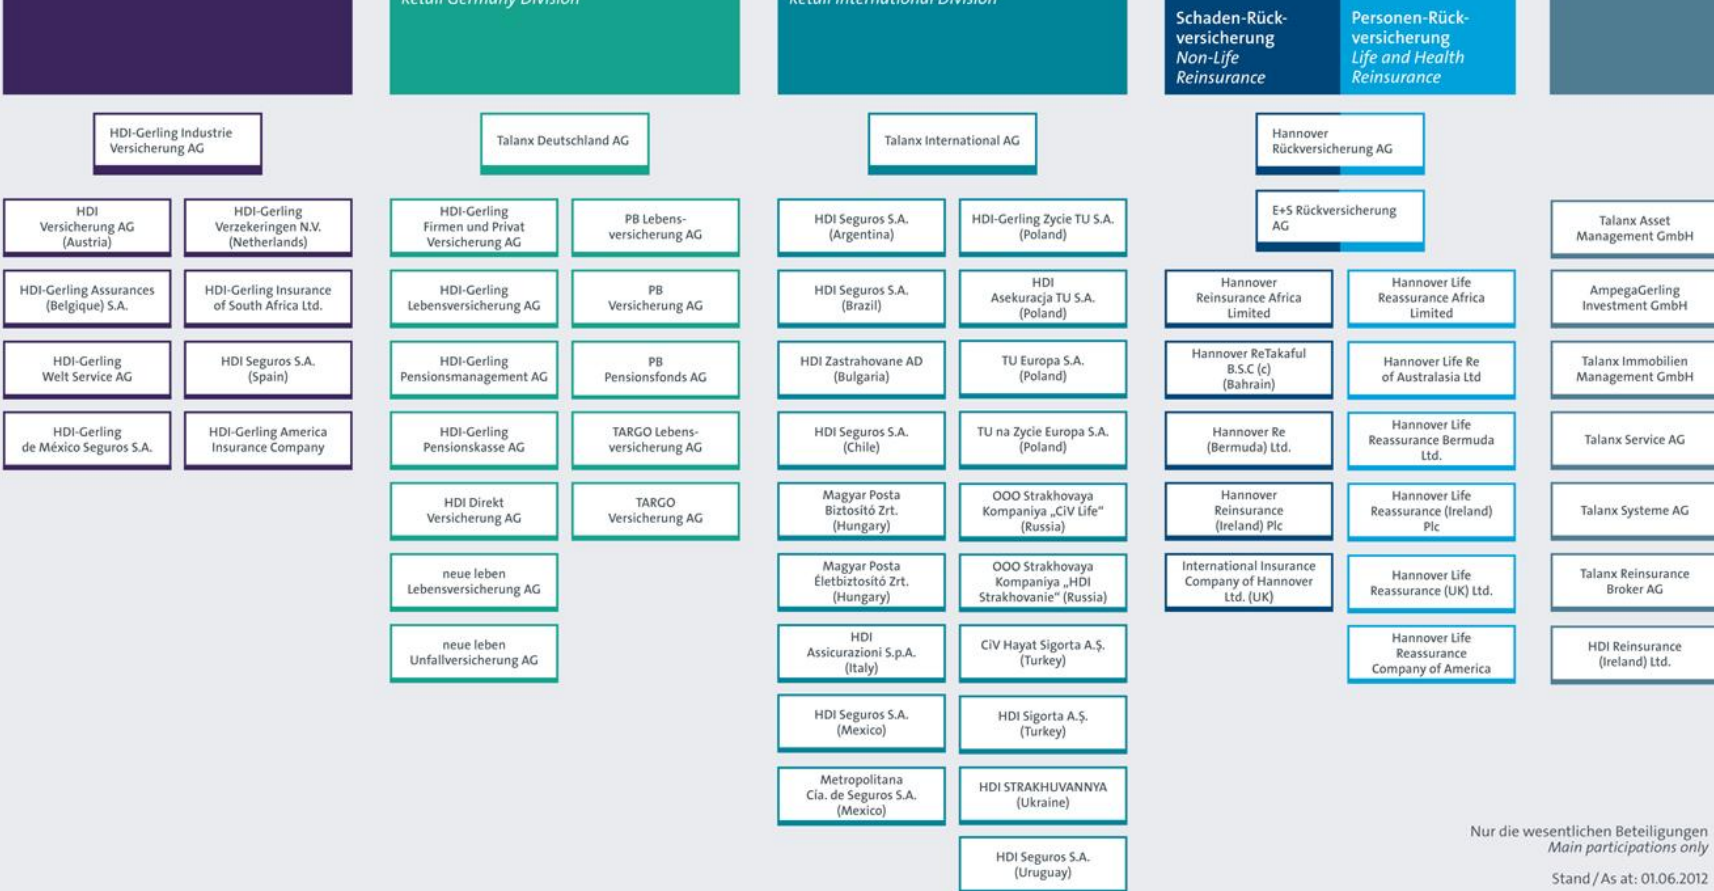 Retail Germany Division
Retail International Division
Schaden-Rück-
versicherung
Non-Life
Reinsurance
Personen-Rück-
versicherung
Life and Health
Reinsurance
HDI-Gerling Industrie
Versicherung AG
Talanx Deutschland AG
Talanx International AG
Hannover
Rückversicherung AG
E+S Rückversicherung
AG
HDI
Versicherung AG
(Austria)
HDI-Gerling
Verzekeringen N.V.
(Netherlands)
HDI-Gerling Assurances
(Belgique) S.A.
HDI-Gerling Insurance
of South Africa Ltd.
HDI-Gerling
Welt Service AG
HDI Seguros S.A.
(Spain)
HDI-Gerling
de México Seguros S.A.
HDI-Gerling America
Insurance Company
HDI-Gerling
Firmen und Privat
Versicherung AG
PB Lebens-
versicherung AG
HDI-Gerling
Lebensversicherung AG
PB
Versicherung AG
HDI-Gerling
Pensionsmanagement AG
PB
Pensionsfonds AG
HDI-Gerling
Pensionskasse AG
TARGO Lebens-
versicherung AG
HDI Direkt
Versicherung AG
TARGO
Versicherung AG
neue leben
Lebensversicherung AG
neue leben
Unfallversicherung AG
HDI Seguros S.A.
(Argentina)
HDI-Gerling Zycie TU S.A.
(Poland)
HDI Seguros S.A.
(Brazil)
HDI
Asekuracja TU S.A.
(Poland)
HDI Zastrahovane AD
(Bulgaria)
TU Europa S.A.
(Poland)
HDI Seguros S.A.
(Chile)
TU na Zycie Europa S.A.
(Poland)
Magyar Posta
Biztosító Zrt.
(Hungary)
OOO Strakhovaya
Kompaniya „CiV Life“
(Russia)
Magyar Posta
Életbiztosító Zrt.
(Hungary)
OOO Strakhovaya
Kompaniya „HDI
Strakhovanie“ (Russia)
HDI
Assicurazioni S.p.A.
(Italy)
CiV Hayat Sigorta A.Ş.
(Turkey)
HDI Seguros S.A.
(Mexico)
HDI Sigorta A.Ş.
(Turkey)
Metropolitana
Cía. de Seguros S.A.
(Mexico)
HDI STRAKHUVANNYA
(Ukraine)
HDI Seguros S.A.
(Uruguay)
Hannover
Reinsurance Africa
Limited
Hannover Life
Reassurance Africa
Limited
Hannover ReTakaful
B.S.C (c)
(Bahrain)
Hannover Life Re
of Australasia Ltd
Hannover Re
(Bermuda) Ltd.
Hannover Life
Reassurance Bermuda
Ltd.
Hannover
Reinsurance
(Ireland) Plc
Hannover Life
Reassurance (Ireland)
Plc
International Insurance
Company of Hannover
Ltd. (UK)
Hannover Life
Reassurance (UK) Ltd.
Hannover Life
Reassurance
Company of America
Talanx Asset
Management GmbH
AmpegaGerling
Investment GmbH
Talanx Immobilien
Management GmbH
Talanx Service AG
Talanx Systeme AG
Talanx Reinsurance
Broker AG
HDI Reinsurance
(Ireland) Ltd.
Nur die wesentlichen Beteiligungen
Main participations only
Stand / As at: 01.06.2012